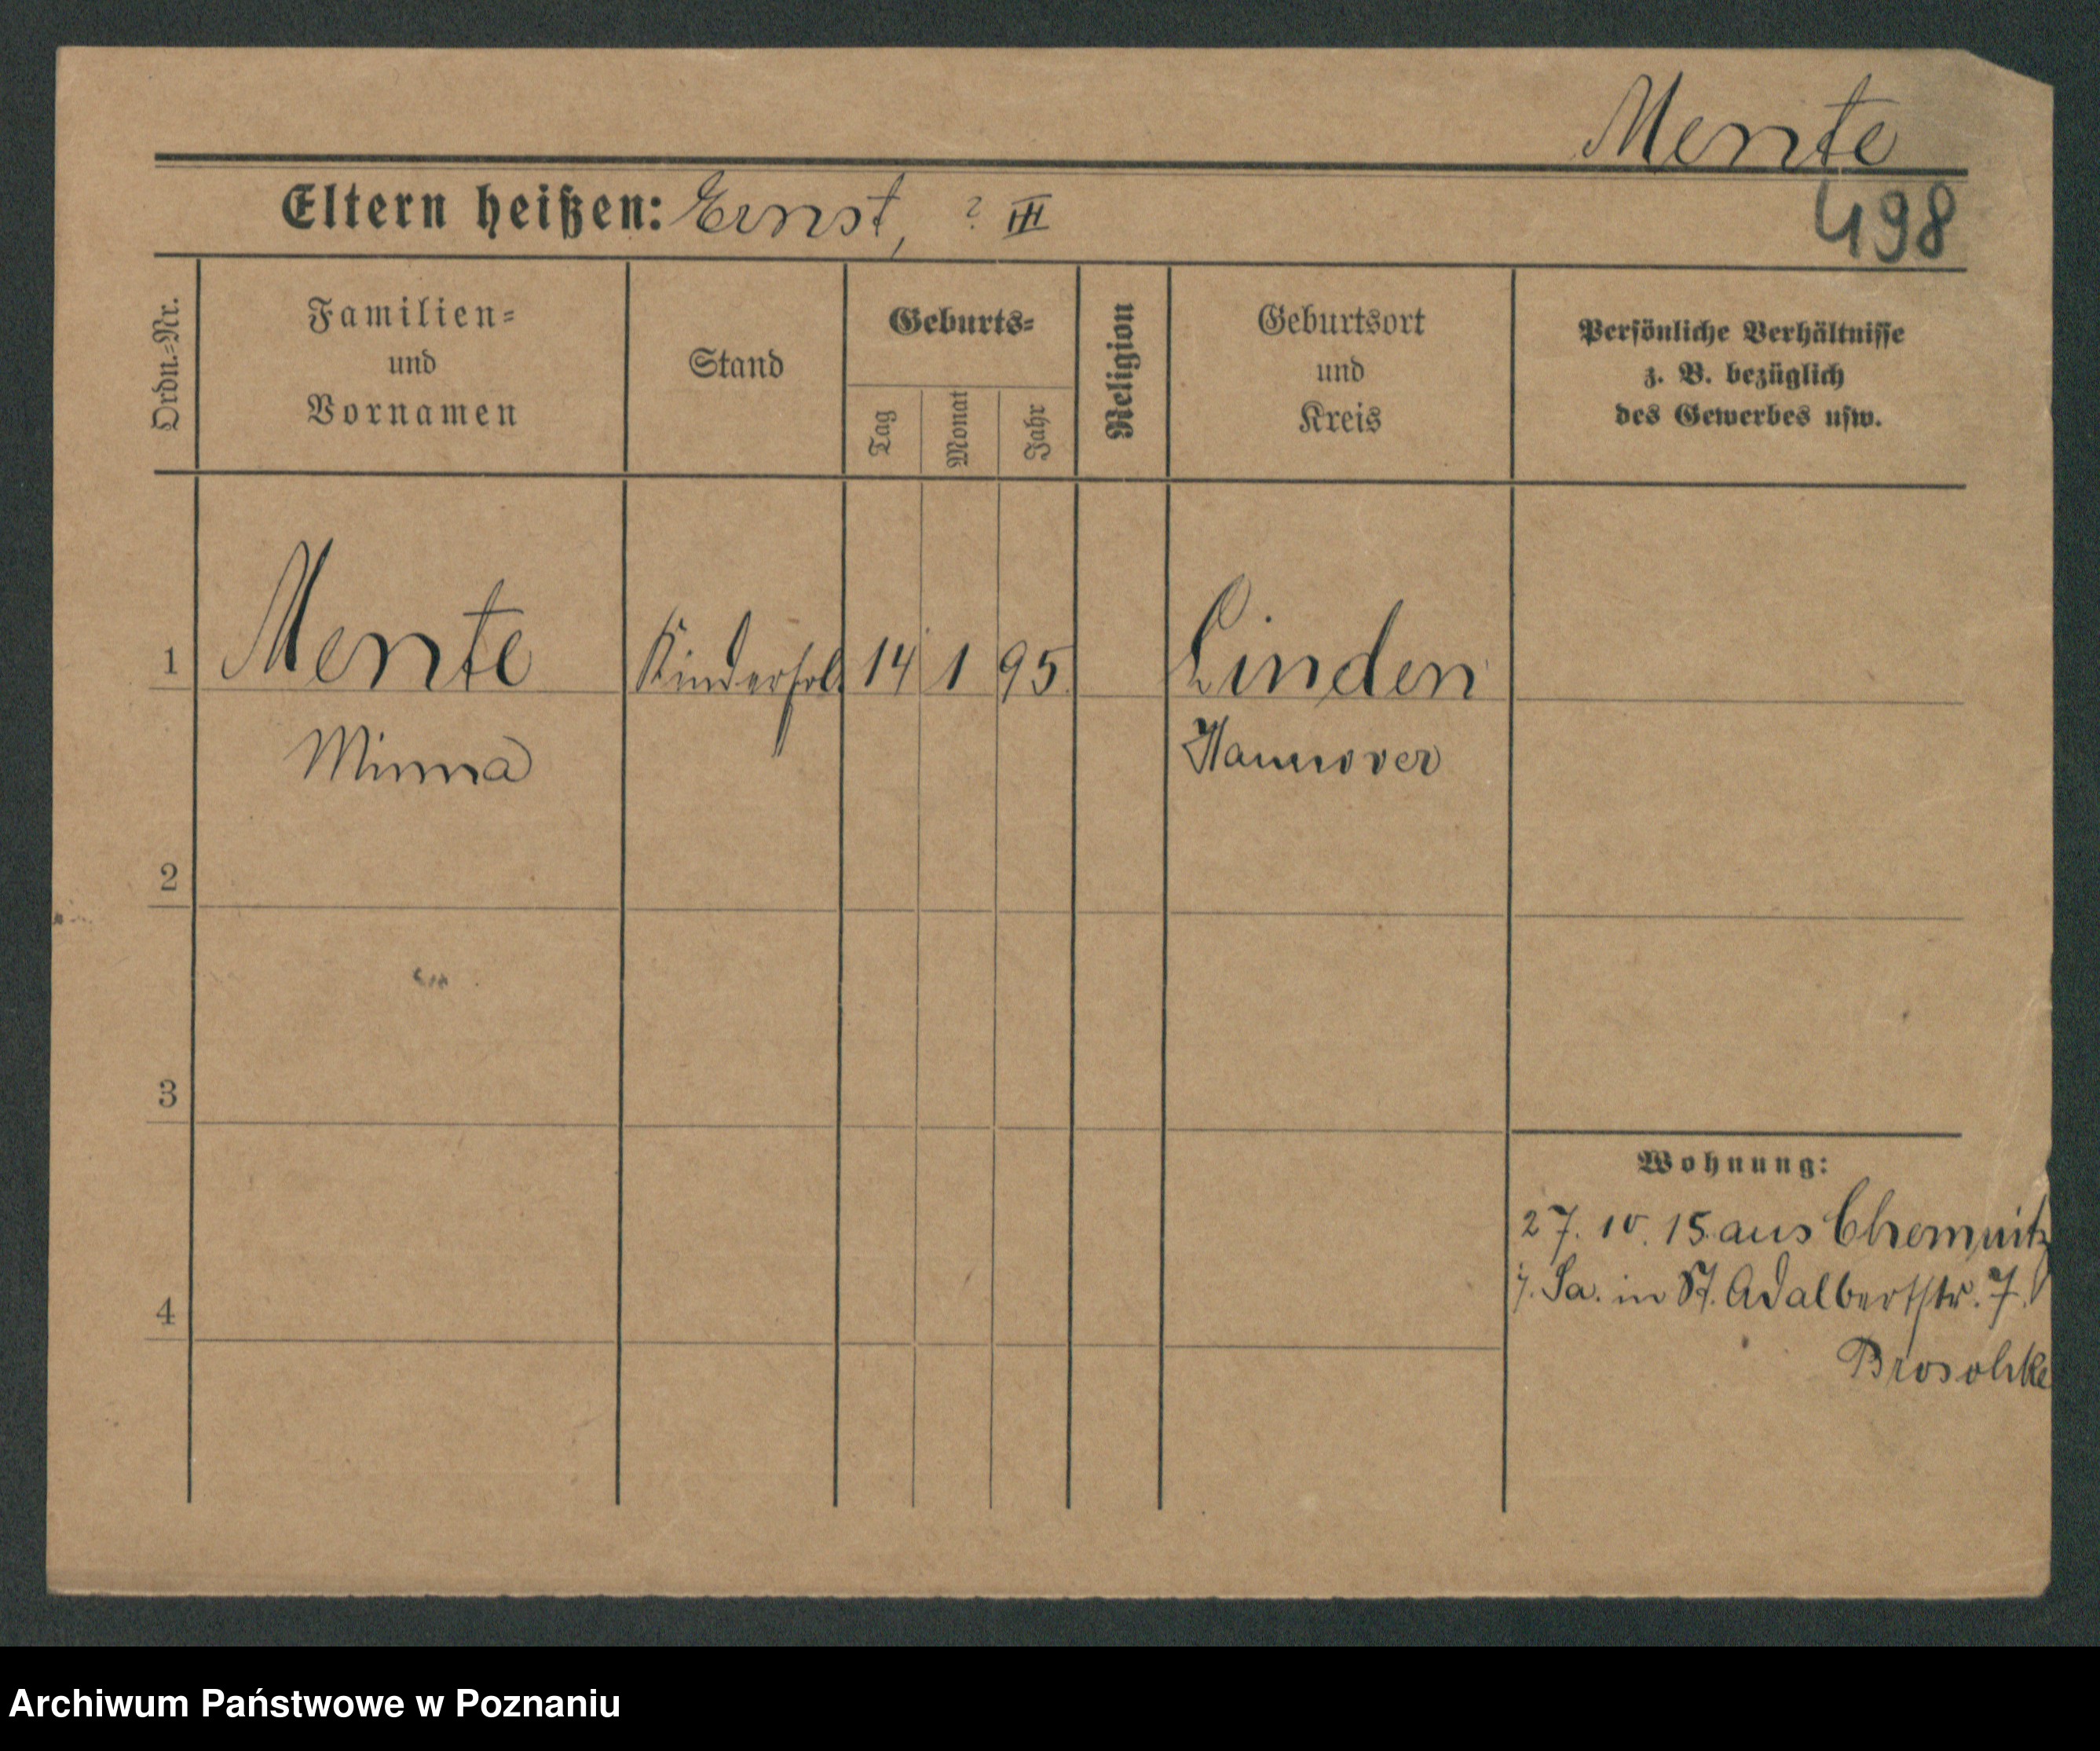 Mente
498
Eltern heißen: Ernst, ? III
Ordn.-Nr.
Familien=
und
Vornamen
Stand
Geburts=
Tag
Monat
Jahr
Religion
Geburtsort
und
Kreis
Persönliche Verhältnisse
z. B. bezüglich
des Gewerbes usw.
1 Mente 14 1 95 Linden
Minna Hannover
2
3
4
Wohnung:
27. 10. 15. aus Chemnitz
i. Sa. in St. Adalbertstr. 7.
Archiwum Państwowe w Poznaniu